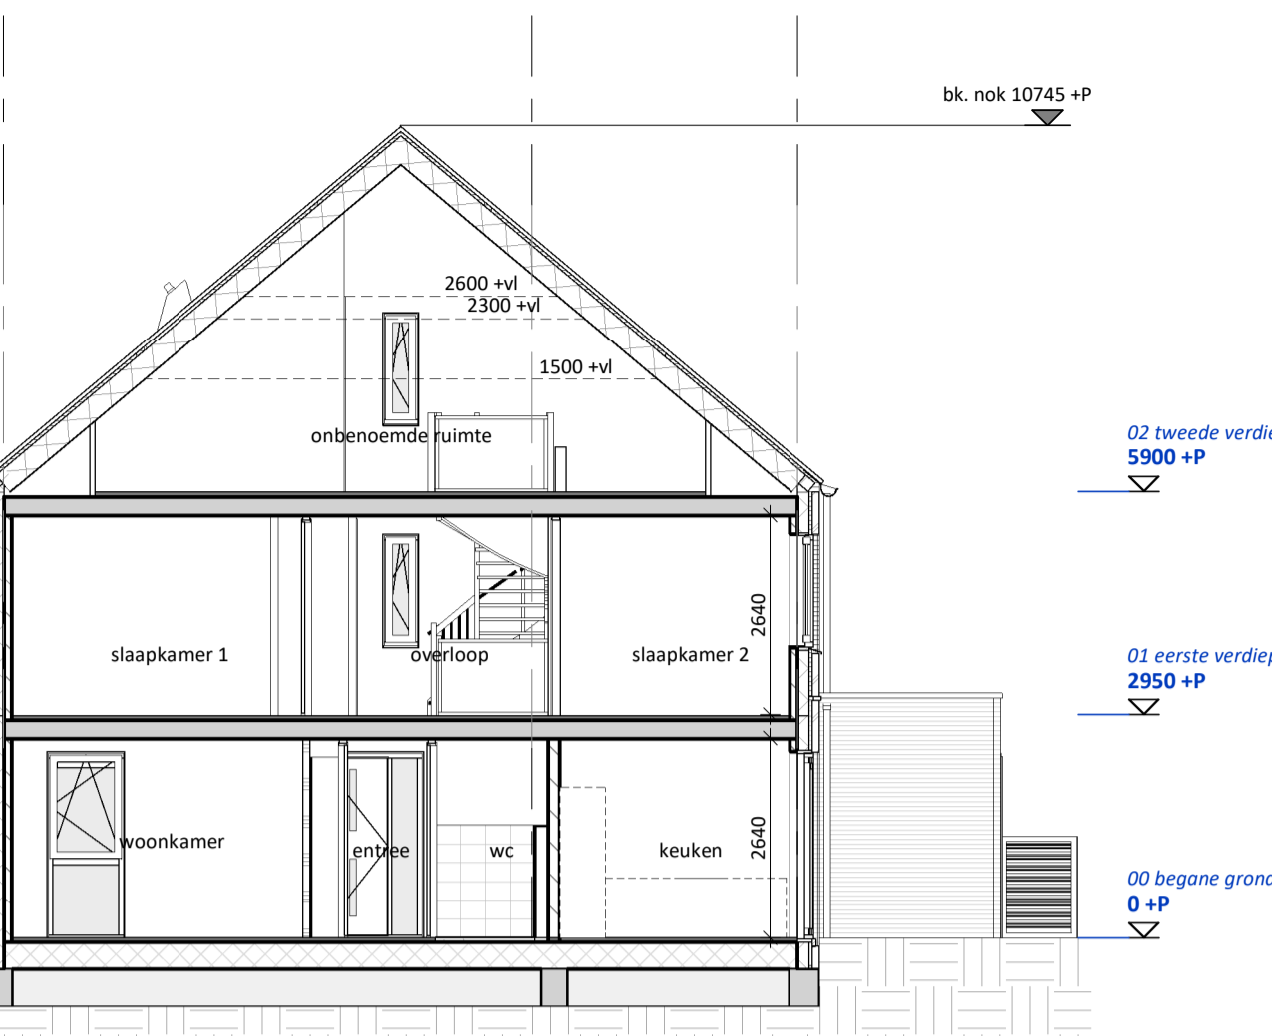 bk. nok 10745 +P
2600 +vl
2300 +vl
1500 +vl
onbenoemde ruimte
02 tweede verdie
5900 +P
2640
slaapkamer 1
overloop
slaapkamer 2
01 eerste verdiep
2950 +P
2640
woonkamer
entree
wc
keuken
00 begane grond
0 +P